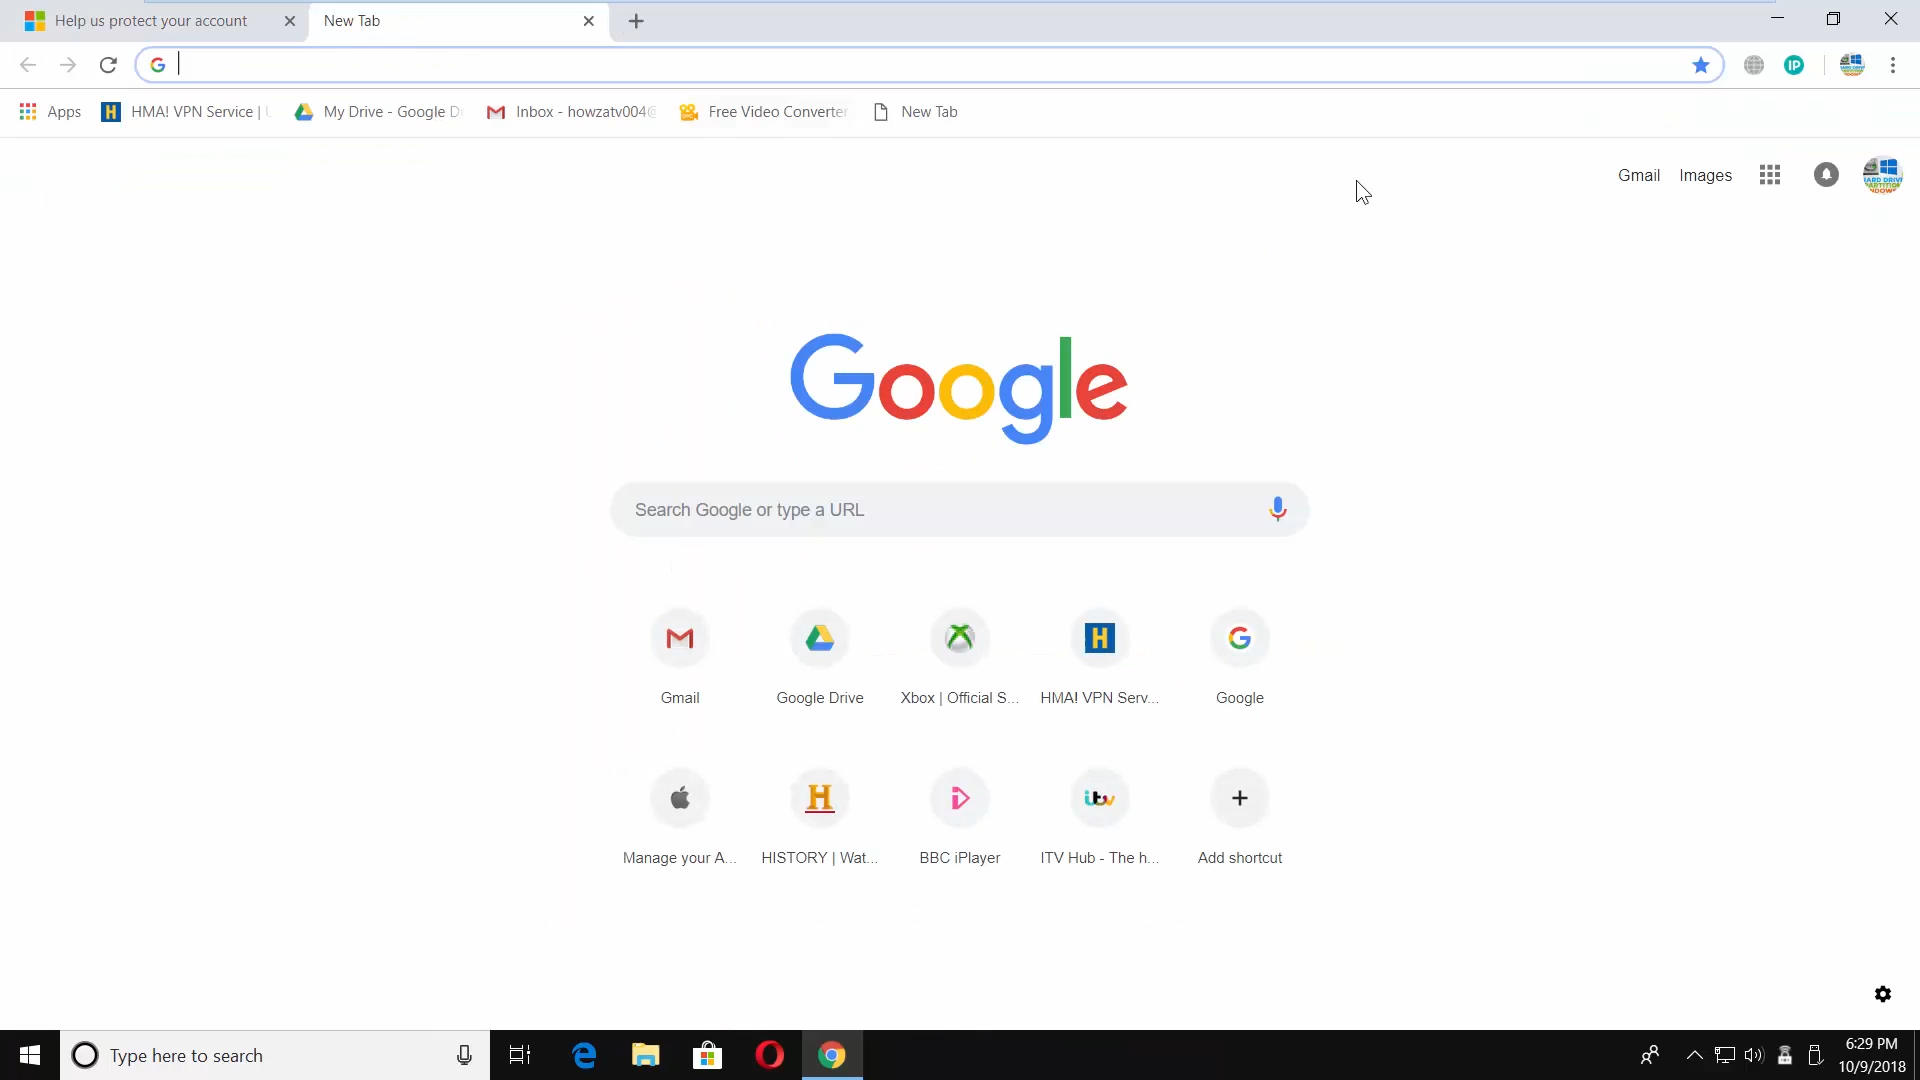 Help us protect your account
New Tab
Apps
HMA! VPN Service |
My Drive - Google D
Inbox - howzatv004@
Free Video Converter
New Tab
Gmail
Images
Google
Search Google or type a URL
Gmail
Google Drive
Xbox | Official S...
HMA! VPN Serv...
Google
Manage your A...
HISTORY | Wat...
BBC iPlayer
ITV Hub - The h...
Add shortcut
Type here to search
6:29 PM
10/9/2018